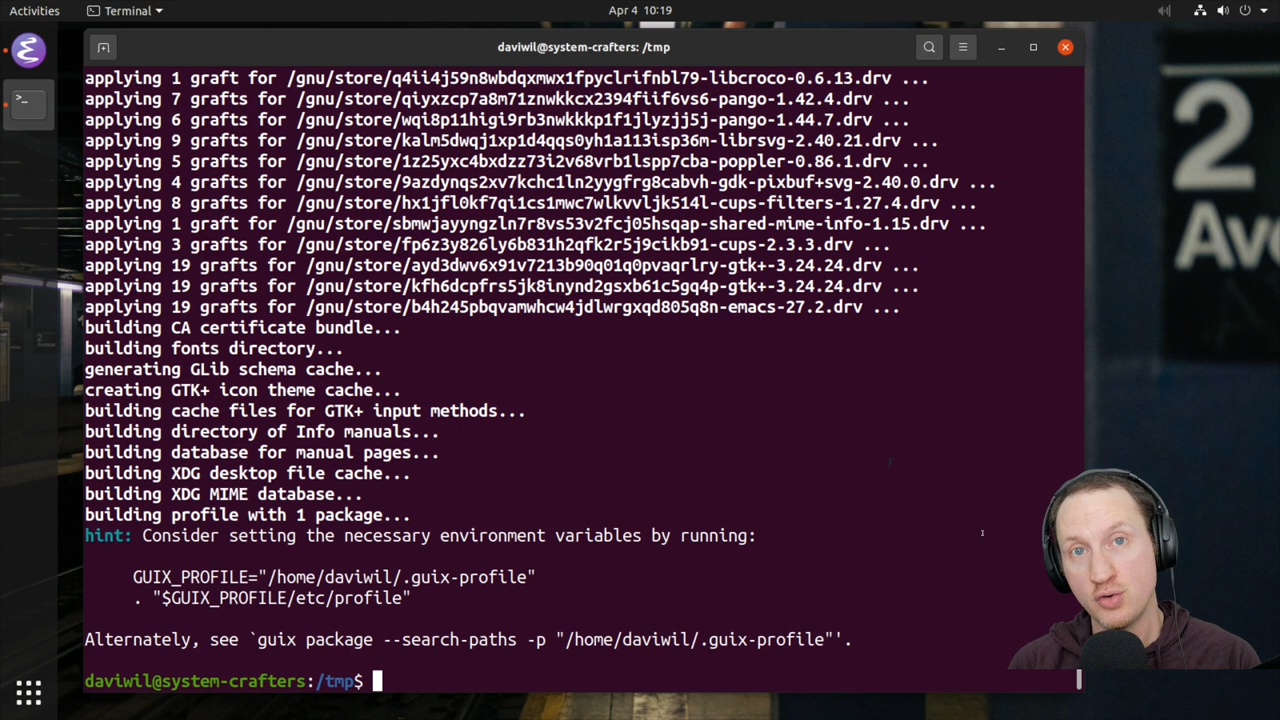 Activities
Terminal
Apr 4 10:19
daviwil@system-crafters: /tmp
applying 1 graft for /gnu/store/q4ii4j59n8wbdqxmwx1fpyclrifnbl79-libcroco-0.6.13.drv ...
applying 7 grafts for /gnu/store/qiyxzcp7a8m71znwkkcx2394fiif6vs6-pango-1.42.4.drv ...
applying 6 grafts for /gnu/store/wqi8p11higi9rb3nwkkkp1f1jlyzjj5j-pango-1.44.7.drv ...
applying 9 grafts for /gnu/store/kalm5dwqj1xp1d4qqs0yh1a113isp36m-librsvg-2.40.21.drv ...
applying 5 grafts for /gnu/store/1z25yxc4bxdzz73i2v68vrb1lspp7cba-poppler-0.86.1.drv ...
applying 4 grafts for /gnu/store/9azdynqs2xv7kchc1ln2yygfrg8cabvh-gdk-pixbuf+svg-2.40.0.drv ...
applying 8 grafts for /gnu/store/hx1jfl0kf7qi1cs1mwc7wlkvvljk514l-cups-filters-1.27.4.drv ...
applying 1 graft for /gnu/store/sbmwjayyngzln7r8vs53v2fcj05hsqap-shared-mime-info-1.15.drv ...
applying 3 grafts for /gnu/store/fp6z3y826ly6b831h2qfk2r5j9cikb91-cups-2.3.3.drv ...
applying 19 grafts for /gnu/store/ayd3dwv6x91v7213b90q01q0pvaqrlry-gtk+-3.24.24.drv ...
applying 19 grafts for /gnu/store/kfh6dcpfrs5jk8inynd2gsxb61c5gq4p-gtk+-3.24.24.drv ...
applying 19 grafts for /gnu/store/b4h245pbqvamwhcw4jdlwrgxqd805q8n-emacs-27.2.drv ...
building CA certificate bundle...
building fonts directory...
generating GLib schema cache...
creating GTK+ icon theme cache...
building cache files for GTK+ input methods...
building directory of Info manuals...
building database for manual pages...
building XDG desktop file cache...
building XDG MIME database...
building profile with 1 package...
hint: Consider setting the necessary environment variables by running:
GUIX_PROFILE="/home/daviwil/.guix-profile"
. "$GUIX_PROFILE/etc/profile"
Alternately, see `guix package --search-paths -p "/home/daviwil/.guix-profile"'.
daviwil@system-crafters:/tmp$
2
Ave